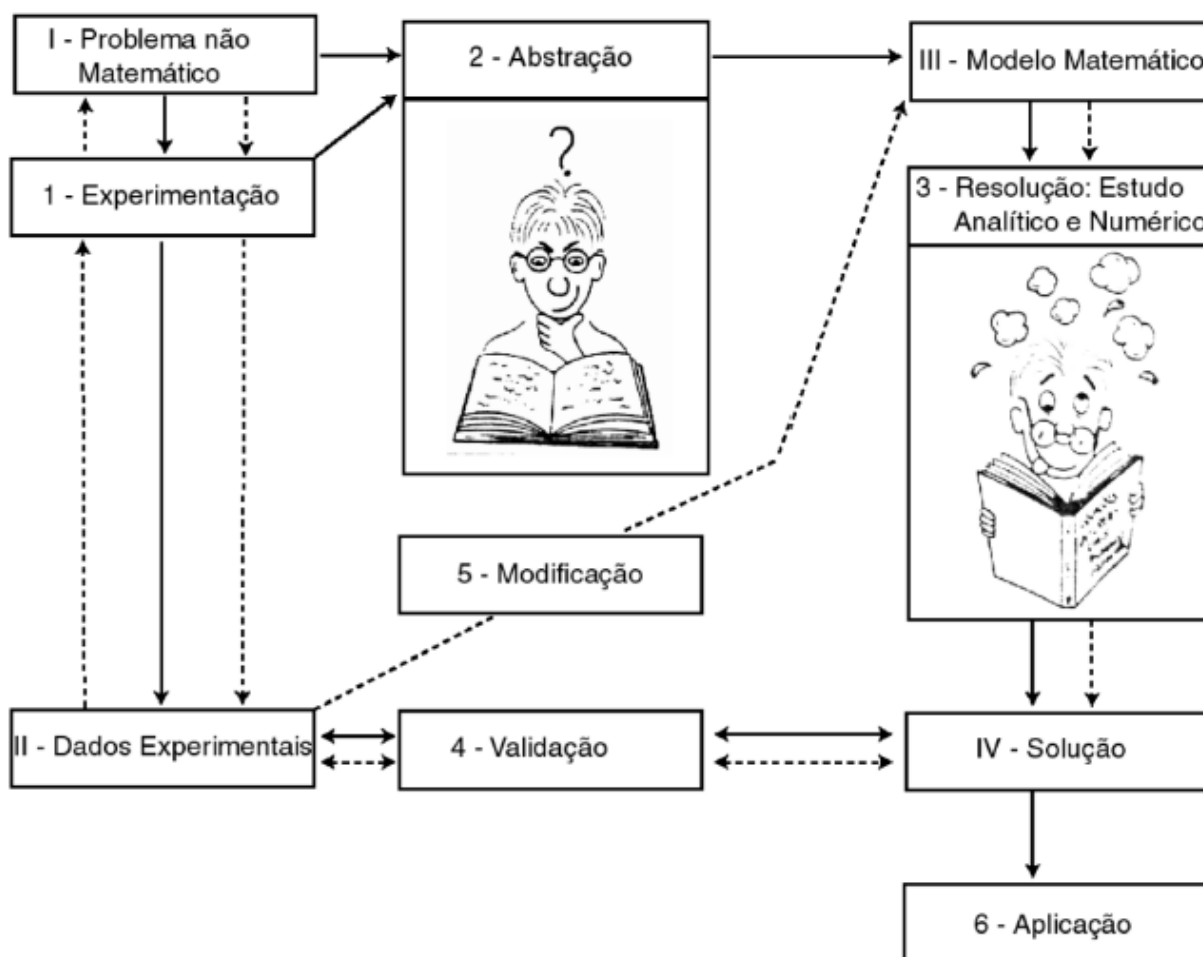 I - Problema não
Matemático
2 - Abstração
III - Modelo Matemático
1 - Experimentação
?
3 - Resolução: Estudo
Analítico e Numérico
5 - Modificação
II - Dados Experimentais
4 - Validação
IV - Solução
6 - Aplicação